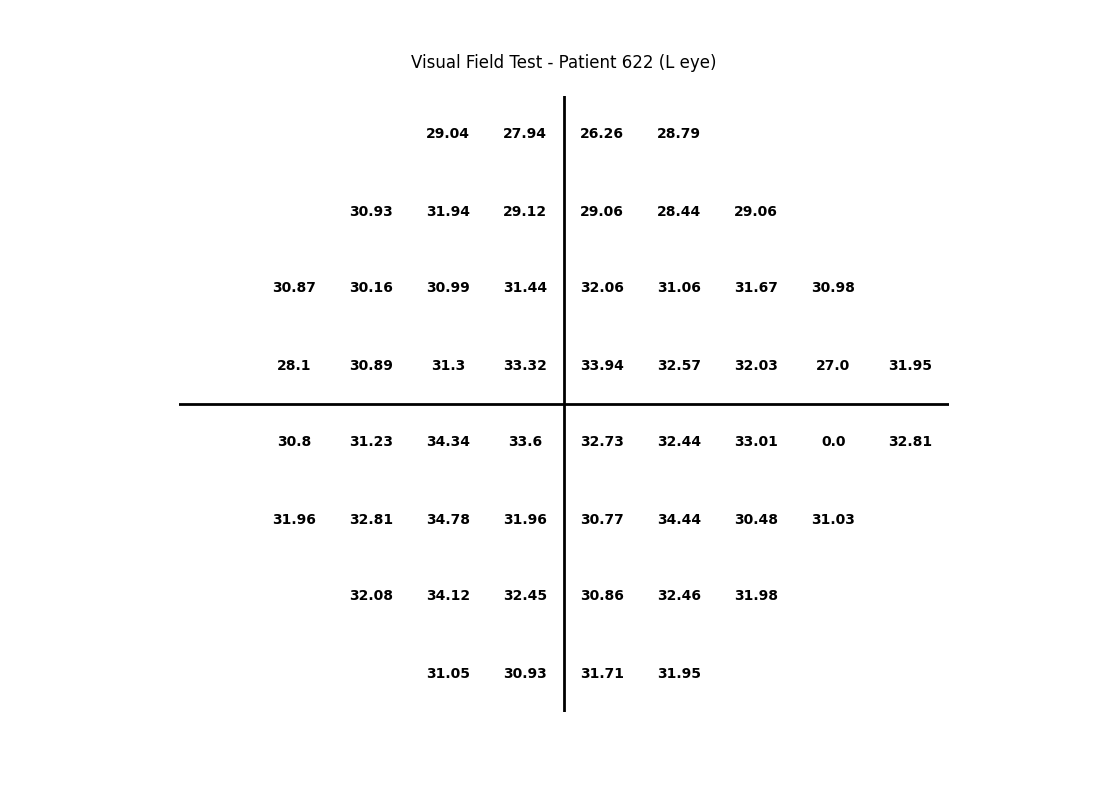 Visual Field Test - Patient 622 (L eye)
29.04 27.94 26.26 28.79
30.93 31.94 29.12 29.06 28.44 29.06
30.87 30.16 30.99 31.44 32.06 31.06 31.67 30.98
28.1 30.89 31.3 33.32 33.94 32.57 32.03 27.0 31.95
30.8 31.23 34.34 33.6 32.73 32.44 33.01 0.0 32.81
31.96 32.81 34.78 31.96 30.77 34.44 30.48 31.03
32.08 34.12 32.45 30.86 32.46 31.98
31.05 30.93 31.71 31.95